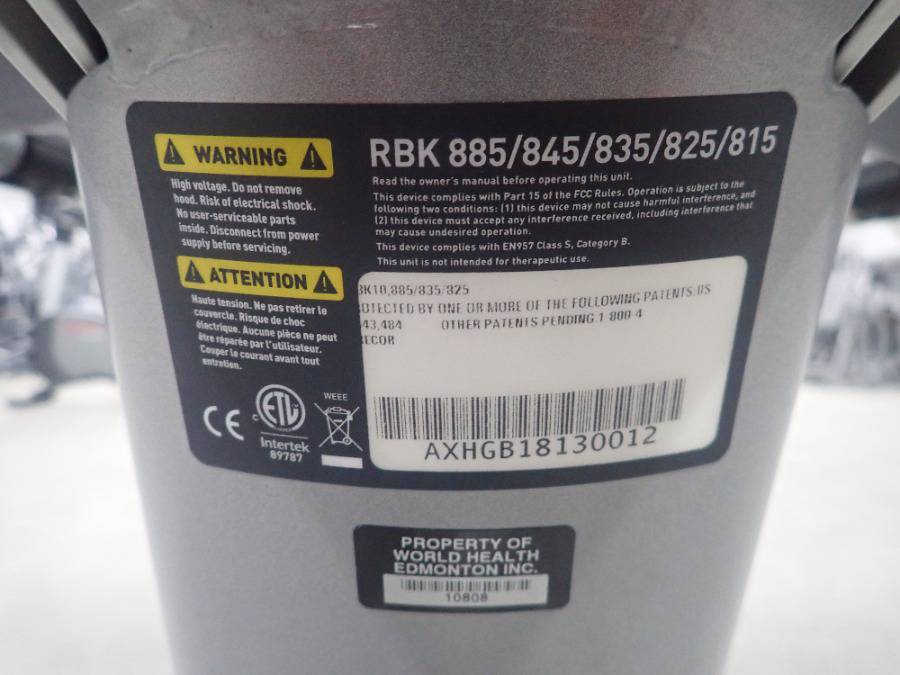 WARNING
High voltage. Do not remove
hood. Risk of electrical shock.
No user-serviceable parts
inside. Disconnect from power
supply before servicing.
ATTENTION
Haute tension. Ne pas retirer le
couvercle. Risque de choc
électrique. Aucune pièce ne peut
être réparée par l'utilisateur.
Couper le courant avant tout
entretien.
CE
C ETL
Intertek
89787
WEEE
RBK 885/845/835/825/815
Read the owner's manual before operating this unit.
This device complies with Part 15 of the FCC Rules. Operation is subject to the
following two conditions: (1) this device may not cause harmful interference, and
(2) this device must accept any interference received, including interference that
may cause undesired operation.
This device complies with EN957 Class S, Category B.
This unit is not intended for therapeutic use.
BK10,885/835/825
OTECTED BY ONE OR MORE OF THE FOLLOWING PATENTS:US
43,484 OTHER PATENTS PENDING.1-800-4
ECOR
AXHGB18130012
PROPERTY OF
WORLD HEALTH
EDMONTON INC.
10808